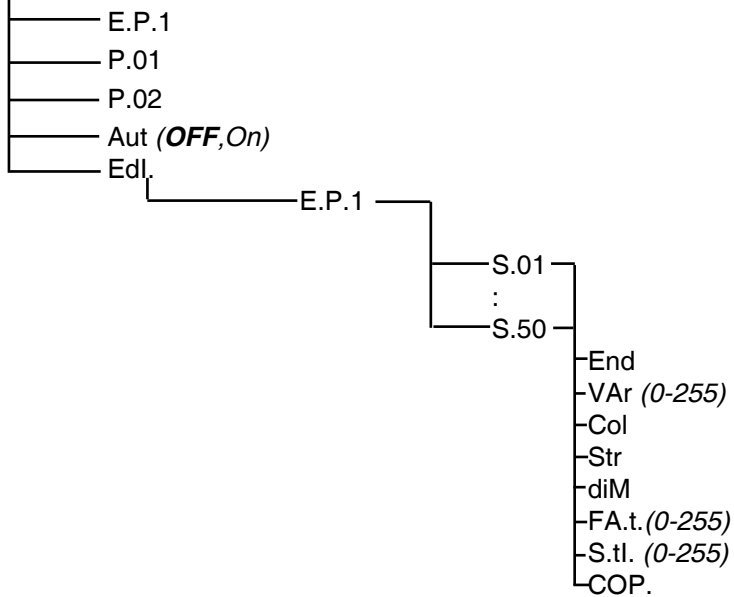 E.P.1
P.01
P.02
Aut (OFF,On)
EdI.
E.P.1
S.01
:
S.50
End
VAr (0-255)
Col
Str
diM
FA.t.(0-255)
S.tI. (0-255)
COP.